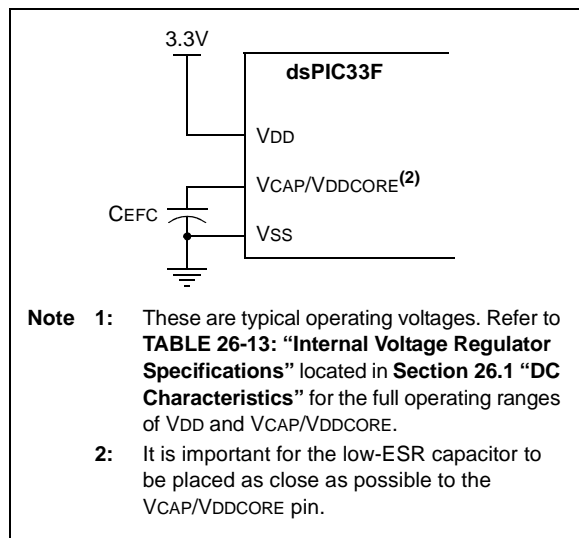 3.3V
dsPIC33F
VDD
VCAP/VDDCORE(2)
CEFC
VSS
Note 1: These are typical operating voltages. Refer to
TABLE 26-13: “Internal Voltage Regulator
Specifications” located in Section 26.1 “DC
Characteristics” for the full operating ranges
of VDD and VCAP/VDDCORE.
2: It is important for the low-ESR capacitor to
be placed as close as possible to the
VCAP/VDDCORE pin.